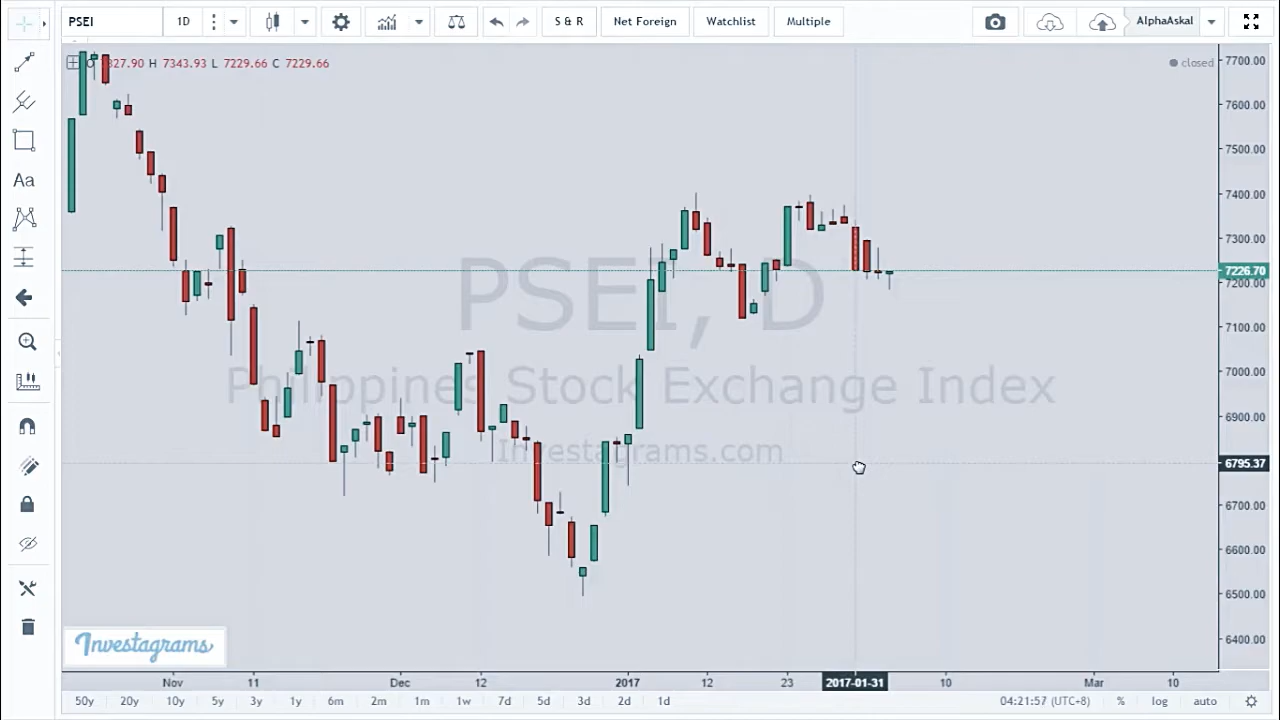 PSEI 1D S & R Net Foreign Watchlist Multiple AlphaAskal
O 7327.90 H 7343.93 L 7229.66 C 7229.66
closed
7700.00
7600.00
7500.00
7400.00
7300.00
7226.70
7200.00
7100.00
7000.00
6900.00
6795.37
6700.00
6600.00
6500.00
6400.00
PSEI, D
Philippines Stock Exchange Index
Investagrams.com
Aa
Investagrams
Nov 11 Dec 12 2017 12 23 2017-01-31 10 Mar 10
50y 20y 10y 5y 3y 1y 6m 2m 1m 1w 7d 5d 3d 2d 1d 04:21:57 (UTC+8) % log auto